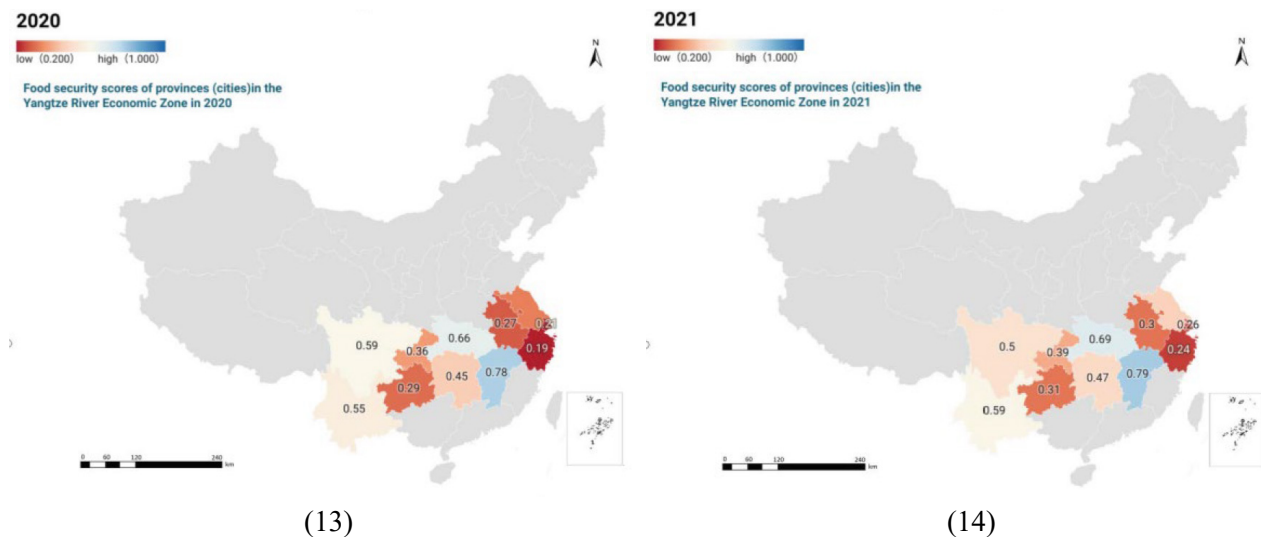 2020
low (0.200) high (1.000)
N
Food security scores of provinces (cities)in the
Yangtze River Economic Zone in 2020
0.59
0.36
0.66
0.27
0.21
0.19
0.29
0.45
0.78
0.55
0 60 120 240
km
(13)
2021
low (0.200) high (1.000)
N
Food security scores of provinces (cities)in the
Yangtze River Economic Zone in 2021
0.5
0.39
0.69
0.3
0.26
0.24
0.31
0.47
0.79
0.59
0 60 120 240
km
(14)